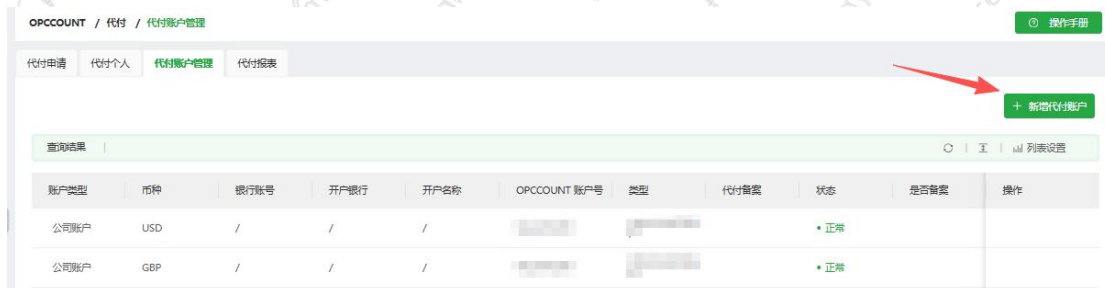 OPCCOUNT / 代付 / 代付账户管理
操作手册
代付申请 代付个人 代付账户管理 代付报表
+ 新增代付账户
查询结果 | 列表设置
账户类型 币种 银行账号 开户银行 开户名称 OPCCOUNT 账户号 类型 代付备案 状态 是否备案 操作
公司账户 USD / / / • 正常
公司账户 GBP / / / • 正常